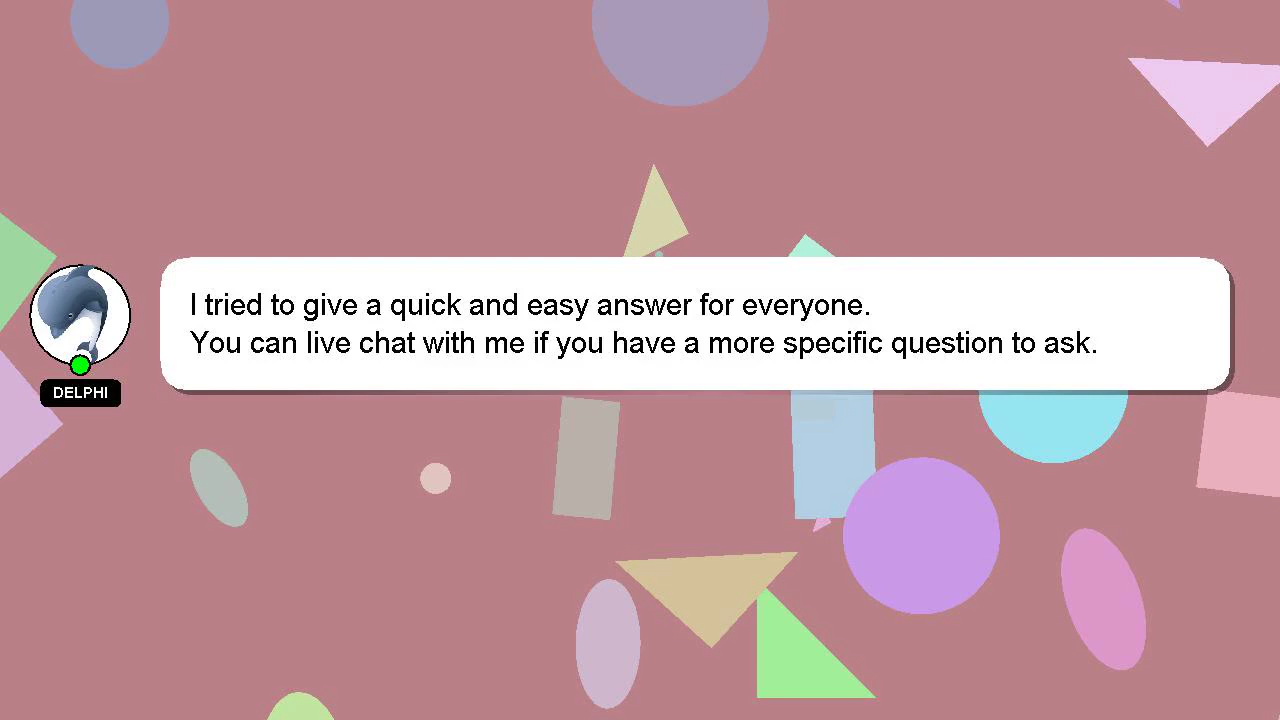 I tried to give a quick and easy answer for everyone.
You can live chat with me if you have a more specific question to ask.
DELPHI